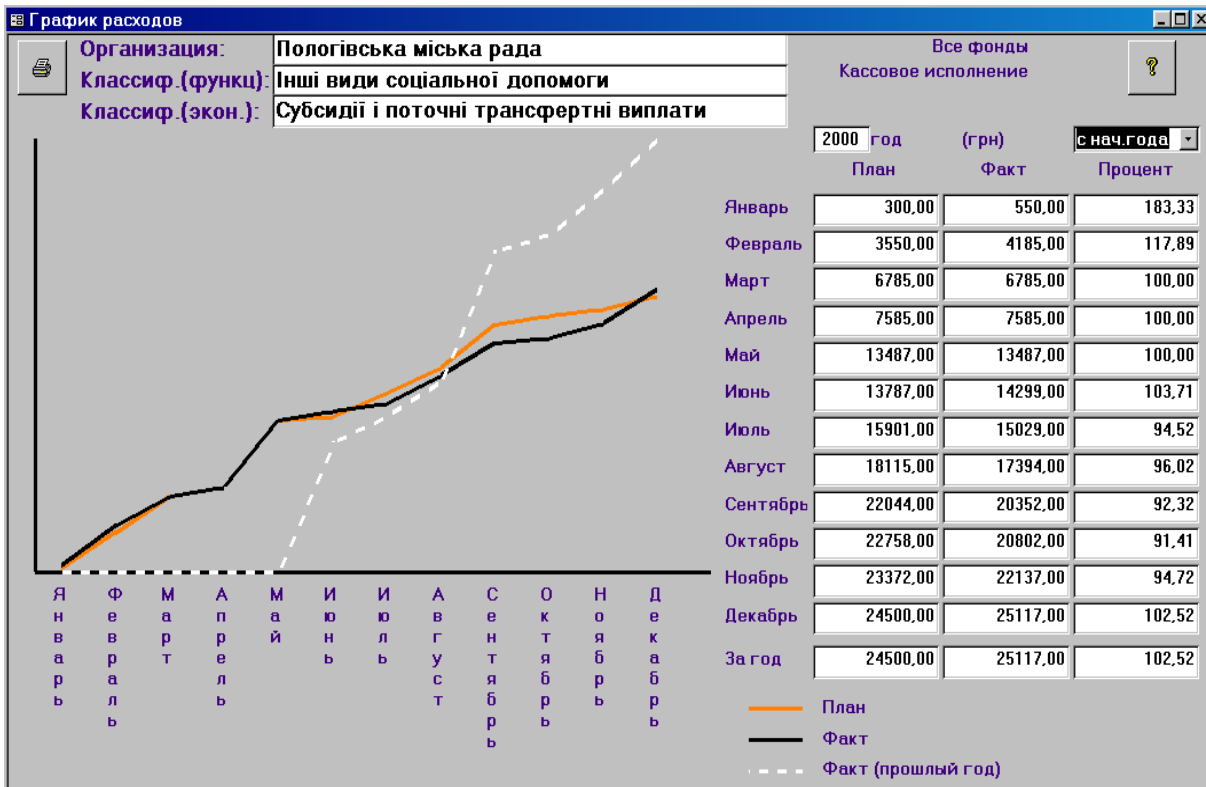 График расходов
Организация: Пологівська міська рада
Классиф.(функц): Інші види соціальної допомоги
Классиф.(экон.): Субсидії і поточні трансфертні виплати
Все фонды
Кассовое исполнение
?
2000 год (грн) с нач.года
План Факт Процент
Январь 300,00 550,00 183,33
Февраль 3550,00 4185,00 117,89
Март 6785,00 6785,00 100,00
Апрель 7585,00 7585,00 100,00
Май 13487,00 13487,00 100,00
Июнь 13787,00 14299,00 103,71
Июль 15901,00 15029,00 94,52
Август 18115,00 17394,00 96,02
Сентябрь 22044,00 20352,00 92,32
Октябрь 22758,00 20802,00 91,41
Ноябрь 23372,00 22137,00 94,72
Декабрь 24500,00 25117,00 102,52
За год 24500,00 25117,00 102,52
Январь
Февраль
Март
Апрель
Май
Июнь
Июль
Август
Сентябрь
Октябрь
Ноябрь
Декабрь
План
Факт
Факт (прошлый год)